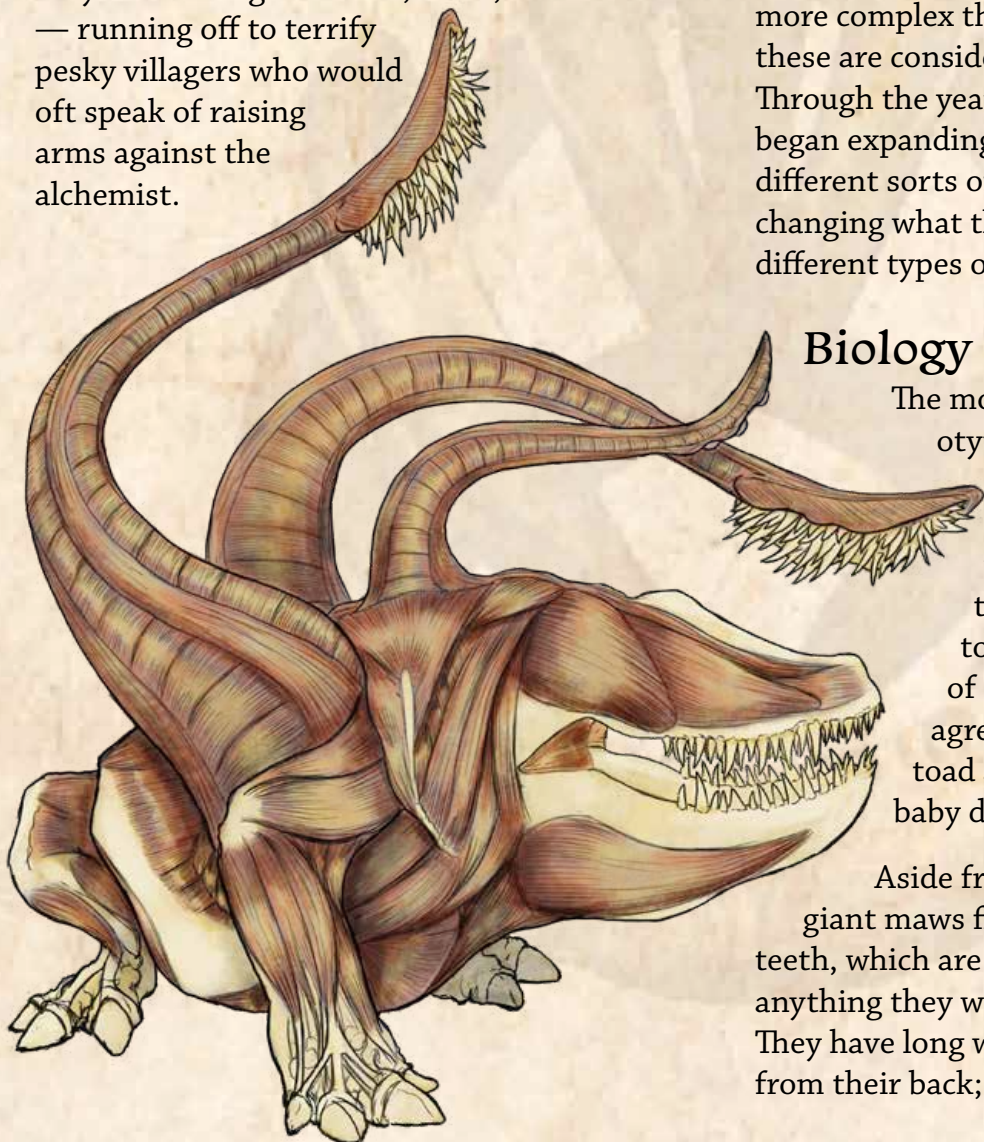 — running off to terrify
pesky villagers who would
oft speak of raising
arms against the
alchemist.
more complex th
these are conside
Through the year
began expanding
different sorts o
changing what th
different types o
Biology
The mo
oty
t
to
of
agre
toad
baby d
Aside fr
giant maws f
teeth, which are
anything they w
They have long w
from their back;